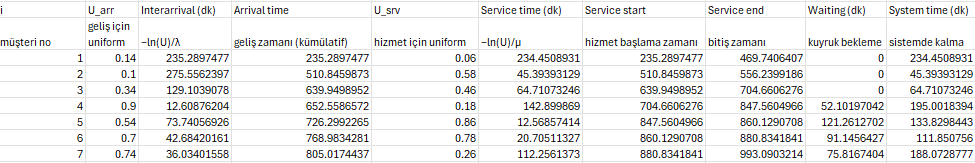 i U_arr Interarrival (dk) Arrival time U_srv Service time (dk) Service start Service end Waiting (dk) System time (dk)
müşteri no geliş için uniform −ln(U)/λ geliş zamanı (kümülatif) hizmet için uniform −ln(U)/μ hizmet başlama zamanı bitiş zamanı kuyruk bekleme sistemde kalma
1 0.14 235.2897477 235.2897477 0.06 234.4508931 235.2897477 469.7406407 0 234.4508931
2 0.1 275.5562397 510.8459873 0.58 45.39393129 510.8459873 556.2399186 0 45.39393129
3 0.34 129.1039078 639.9498952 0.46 64.71073246 639.9498952 704.6606276 0 64.71073246
4 0.9 12.60876204 652.5586572 0.18 142.899869 704.6606276 847.5604966 52.10197042 195.0018394
5 0.54 73.74056926 726.2992265 0.86 12.56857414 847.5604966 860.1290708 121.2612702 133.8298443
6 0.7 42.68420161 768.9834281 0.78 20.70511327 860.1290708 880.8341841 91.1456427 111.850756
7 0.74 36.03401558 805.0174437 0.26 112.2561373 880.8341841 993.0903214 75.8167404 188.0728777